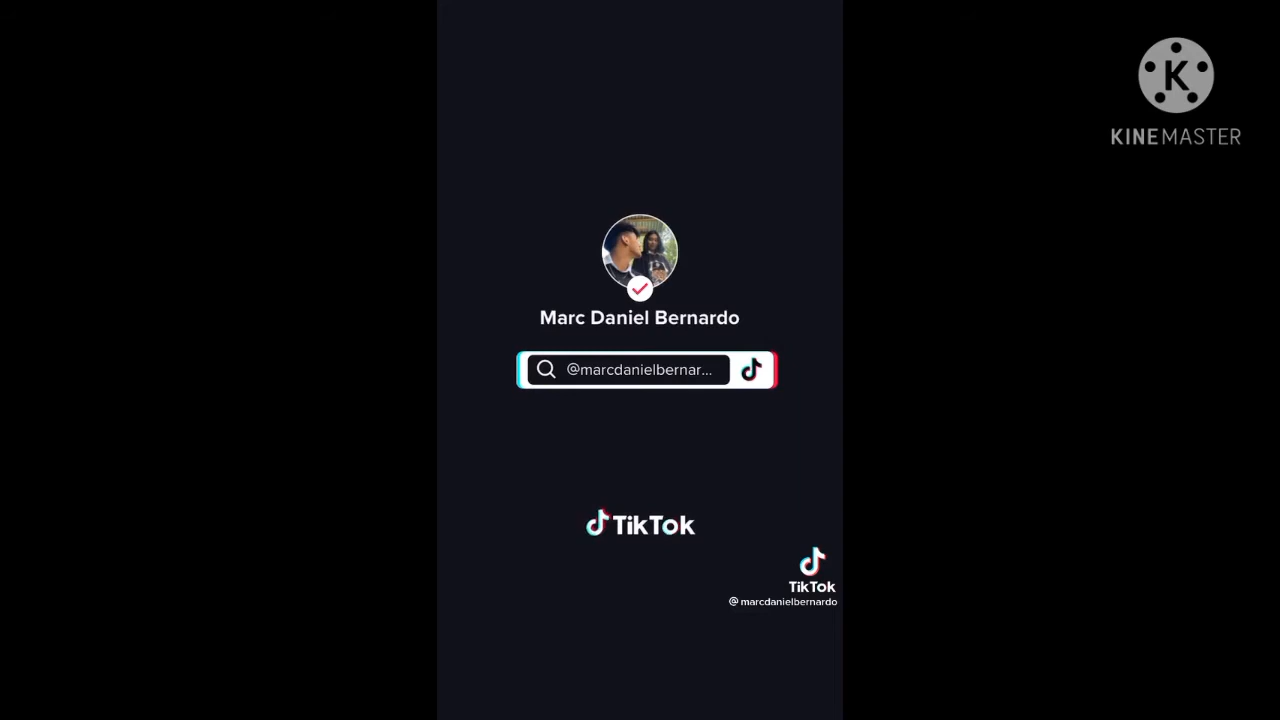 K
KINEMASTER
Marc Daniel Bernardo
@marcdanielbernar...
TikTok
TikTok
@marcdanielbernardo